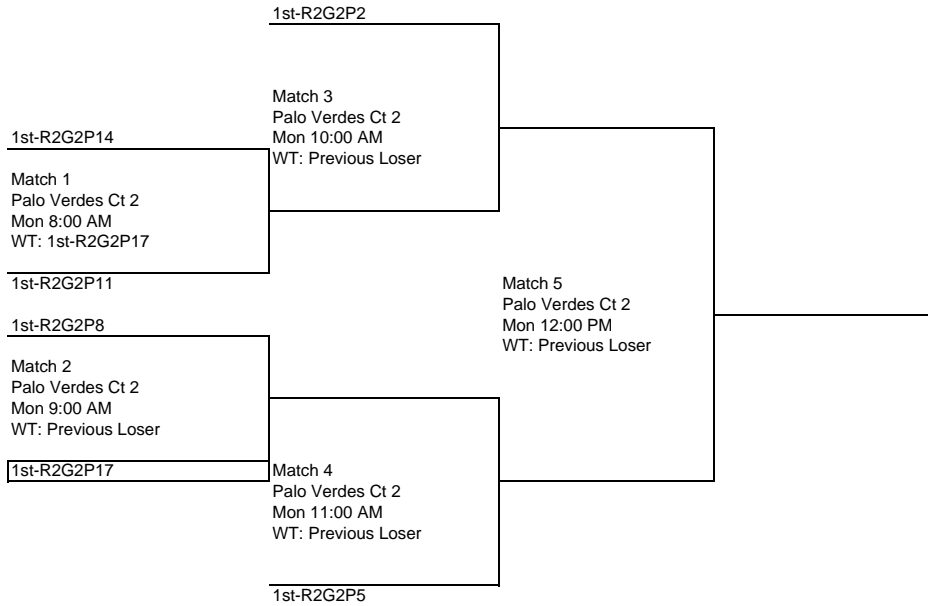 1st-R2G2P2
Match 3
Palo Verdes Ct 2
Mon 10:00 AM
WT: Previous Loser
1st-R2G2P14
Match 1
Palo Verdes Ct 2
Mon 8:00 AM
WT: 1st-R2G2P17
1st-R2G2P11
Match 5
Palo Verdes Ct 2
Mon 12:00 PM
WT: Previous Loser
1st-R2G2P8
Match 2
Palo Verdes Ct 2
Mon 9:00 AM
WT: Previous Loser
1st-R2G2P17
Match 4
Palo Verdes Ct 2
Mon 11:00 AM
WT: Previous Loser
1st-R2G2P5